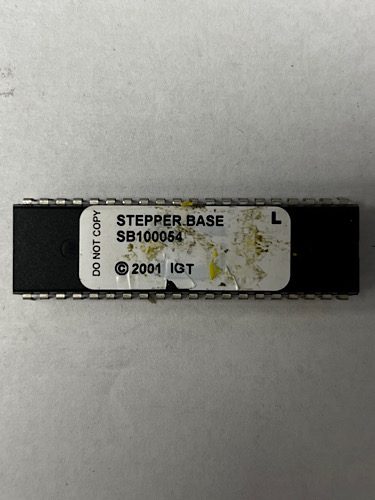 DO NOT COPY
STEPPER BASE
SB100054
© 2001 IGT
L